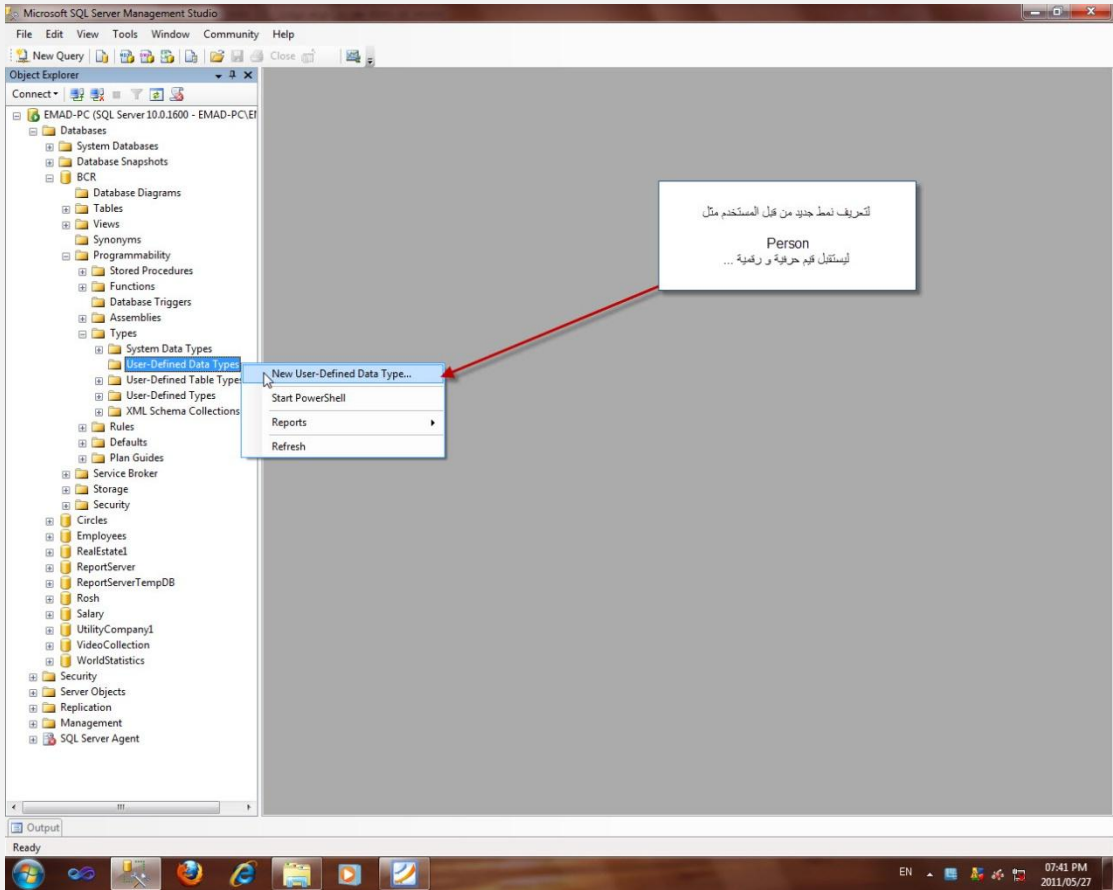 Microsoft SQL Server Management Studio
File Edit View Tools Window Community Help
New Query Close
Object Explorer
Connect
EMAD-PC (SQL Server 10.0.1600 - EMAD-PC\E
Databases
System Databases
Database Snapshots
BCR
Database Diagrams
Tables
Views
Synonyms
Programmability
Stored Procedures
Functions
Database Triggers
Assemblies
Types
System Data Types
User-Defined Data Types
User-Defined Table Type
User-Defined Types
XML Schema Collections
Rules
Defaults
Plan Guides
Service Broker
Storage
Security
Circles
Employees
RealEstate1
ReportServer
ReportServerTempDB
Rosh
Salary
UtilityCompany1
VideoCollection
WorldStatistics
Security
Server Objects
Replication
Management
SQL Server Agent
New User-Defined Data Type...
Start PowerShell
Reports
Refresh
لتعريف نمط جديد من قبل المستخدم مثل
Person
ليستقبل قيم حرفية و رقمية ...
Output
Ready
EN
07:41 PM
2011/05/27